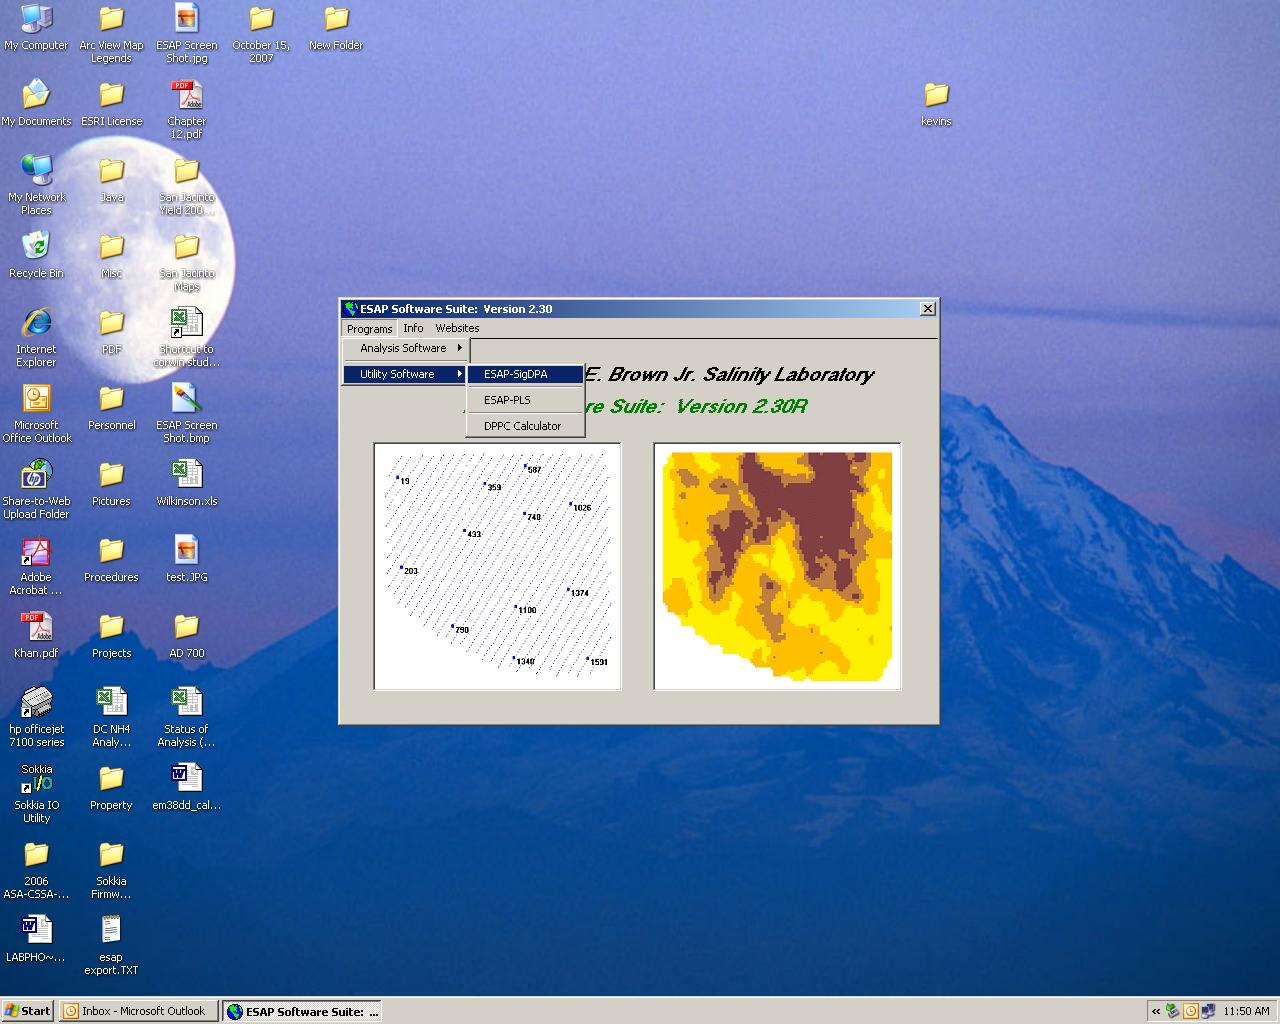 My Computer
Arc View Map
Legends
ESAP Screen
Shot.jpg
October 15,
2007
New Folder
My Documents
ESRI License
Chapter
12.pdf
kevins
My Network
Places
Java
San Jacinto
Yield 200...
Recycle Bin
Misc
San Jacinto
Maps
Internet
Explorer
PDF
Shortcut to
corwin stud...
Microsoft
Office Outlook
Personnel
ESAP Screen
Shot.bmp
Share-to-Web
Upload Folder
Pictures
Wilkinson.xls
Adobe
Acrobat ...
Procedures
test.JPG
Khan.pdf
Projects
AD 700
hp officejet
7100 series
DC NH4
Analy...
Status of
Analysis (...
Sokkia IO
Utility
Property
em38dd_cal...
2006
ASA-CSSA-...
Sokkia
Firmw...
LABPHO~...
esap
export.TXT
ESAP Software Suite: Version 2.30
Programs Info Websites
Analysis Software
Utility Software
ESAP-SigDPA
ESAP-PLS
DPPC Calculator
E. Brown Jr. Salinity Laboratory
re Suite: Version 2.30R
19
587
359
1026
740
433
203
1374
1100
790
1340
1531
Start
Inbox - Microsoft Outlook
ESAP Software Suite: ...
11:50 AM